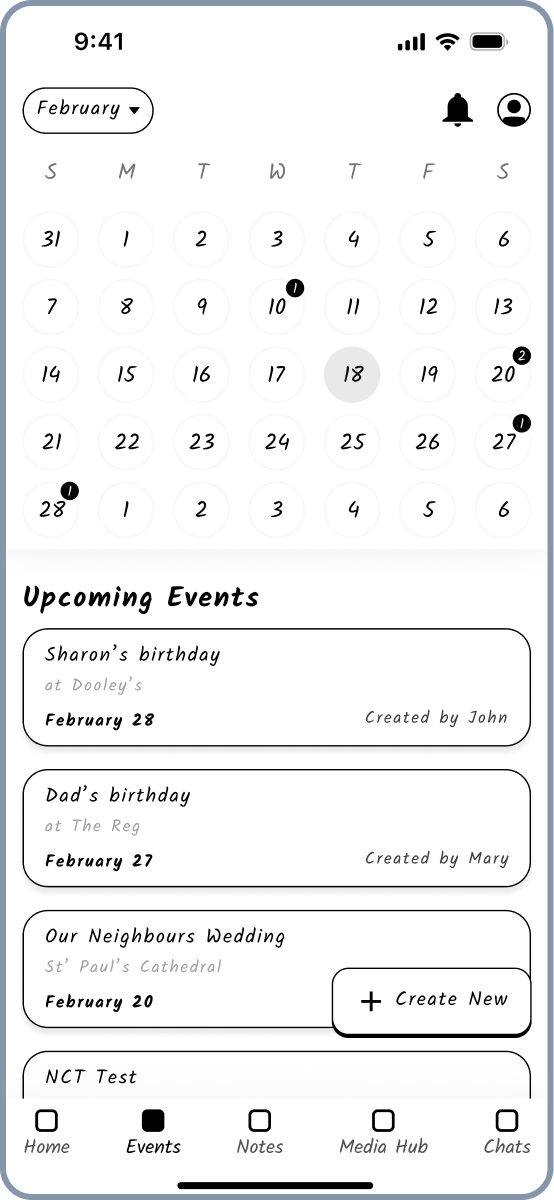 9:41
February
S M T W T F S
31 1 2 3 4 5 6
1
7 8 9 10 11 12 13
2
14 15 16 17 18 19 20
1
21 22 23 24 25 26 27
1
28 1 2 3 4 5 6
Upcoming Events
Sharon's birthday
at Dooley's
February 28 Created by John
Dad's birthday
at The Reg
February 27 Created by Mary
Our Neighbours Wedding
St' Paul's Cathedral
February 20
+ Create New
NCT Test
Home Events Notes Media Hub Chats